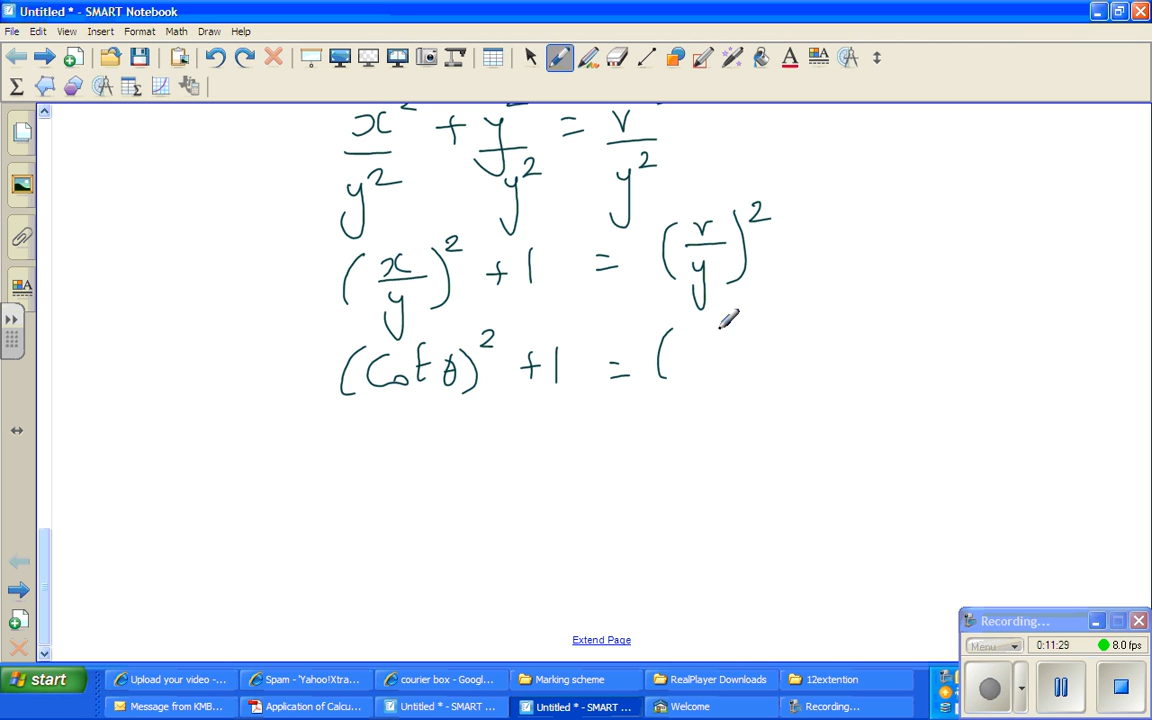 Untitled * - SMART Notebook
File Edit View Insert Format Math Draw Help
x² + y² = r
y² y² y²
(x/y)² + 1 = (r/y)²
(Cot θ)² + 1 = (
Extend Page
Recording...
Menu 0:11:29 8.0 fps
start Upload your video -... Spam - 'Yahoo!Xtra... courier box - Googl... Marking scheme RealPlayer Downloads 12extention
Message from KMB... Application of Calcu... Untitled * - SMART ... Untitled * - SMART ... Welcome Recording...